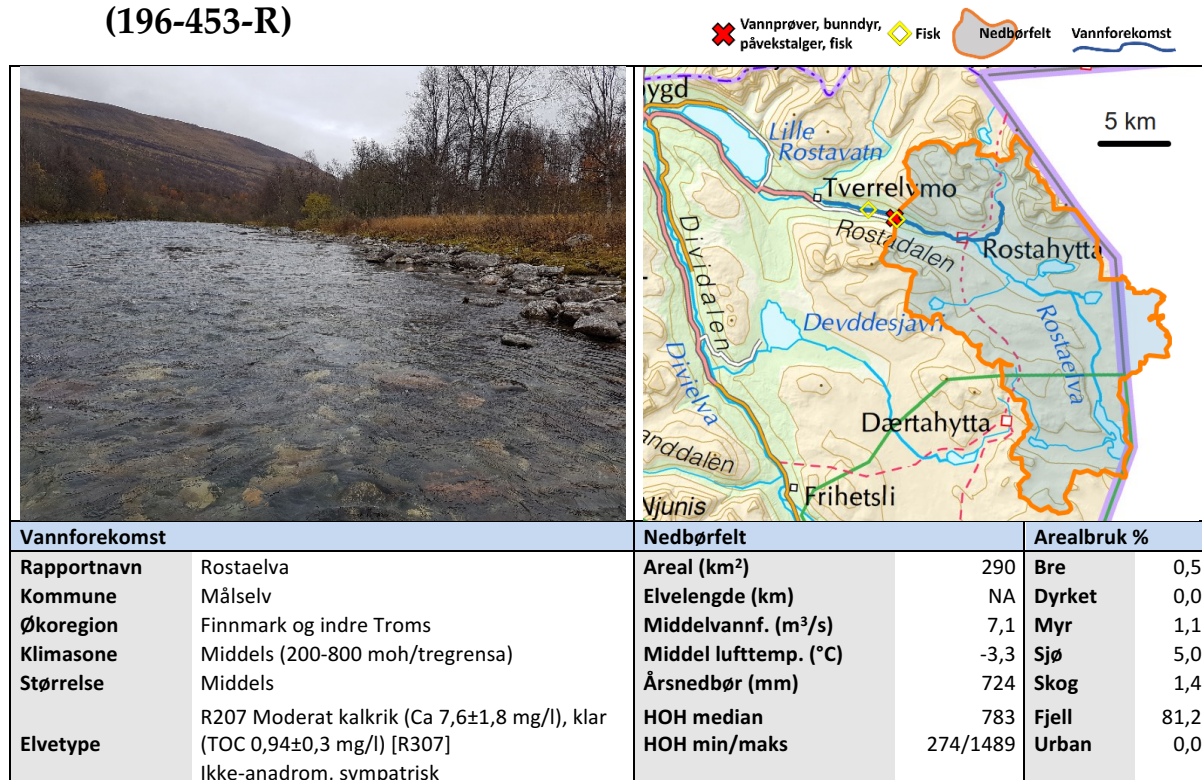 (196-453-R)
Vannprøver, bunndyr,
påvekstalger, fisk
Fisk
Nedbørfelt
Vannforekomst
ygd
5 km
Lille
Rostavatn
Tverrelvmo
Rostadalen
Rostahytta
Dividalen
Devddesjavri
Rostaelva
Divielva
Dærtahytta
anddalen
Frihetsli
Njunis
Vannforekomst
Nedbørfelt
Arealbruk %
Rapportnavn Rostaelva Areal (km²) 290 Bre 0,5
Kommune Målselv Elvelengde (km) NA Dyrket 0,0
Økoregion Finnmark og indre Troms Middelvannf. (m³/s) 7,1 Myr 1,1
Klimasone Middels (200-800 moh/tregrensa) Middel lufttemp. (°C) -3,3 Sjø 5,0
Størrelse Middels Årsnedbør (mm) 724 Skog 1,4
R207 Moderat kalkrik (Ca 7,6±1,8 mg/l), klar HOH median 783 Fjell 81,2
Elvetype (TOC 0,94±0,3 mg/l) [R307] HOH min/maks 274/1489 Urban 0,0
Ikke-anadrom, sympatrisk